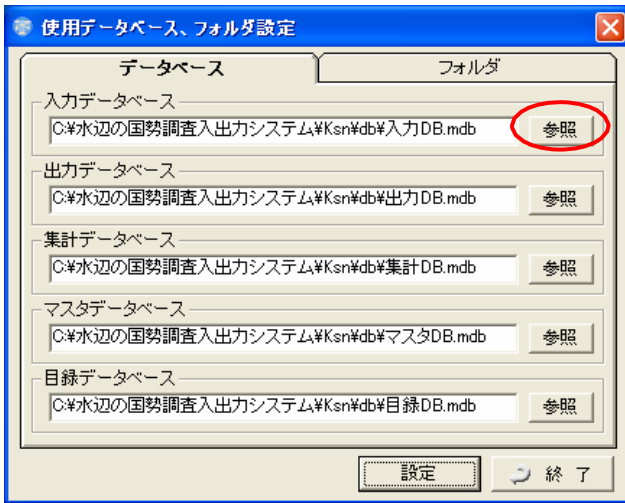 使用データベース、フォルダ設定
データベース
フォルダ
入力データベース
C:¥水辺の国勢調査入出力システム¥Ksn¥db¥入力DB.mdb
参照
出力データベース
C:¥水辺の国勢調査入出力システム¥Ksn¥db¥出力DB.mdb
参照
集計データベース
C:¥水辺の国勢調査入出力システム¥Ksn¥db¥集計DB.mdb
参照
マスタデータベース
C:¥水辺の国勢調査入出力システム¥Ksn¥db¥マスタDB.mdb
参照
目録データベース
C:¥水辺の国勢調査入出力システム¥Ksn¥db¥目録DB.mdb
参照
設定
終 了